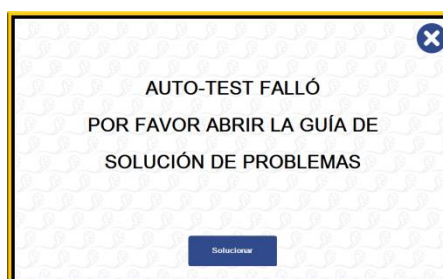 AUTO-TEST FALLÓ
POR FAVOR ABRIR LA GUÍA DE
SOLUCIÓN DE PROBLEMAS
Solucionar